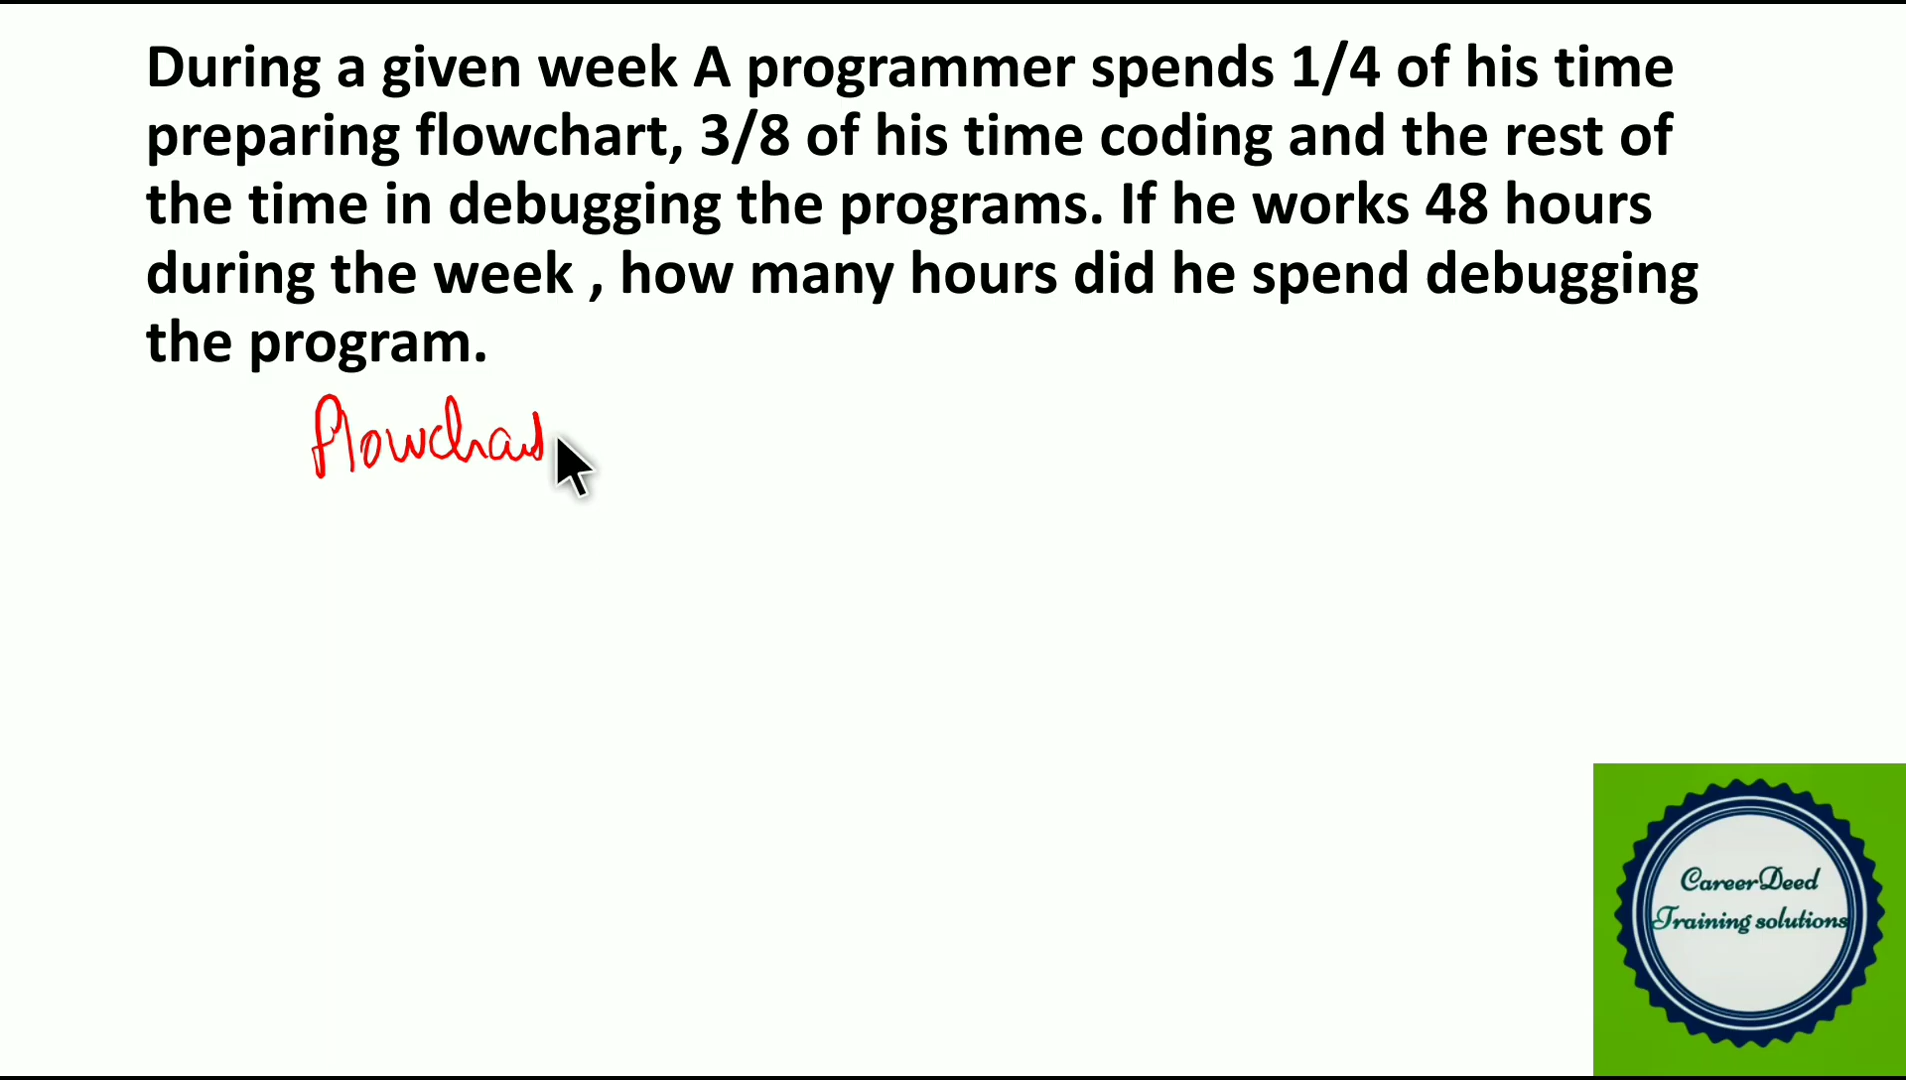 During a given week A programmer spends 1/4 of his time
preparing flowchart, 3/8 of his time coding and the rest of
the time in debugging the programs. If he works 48 hours
during the week , how many hours did he spend debugging
the program.
flowchart
CareerDeed
Training solutions